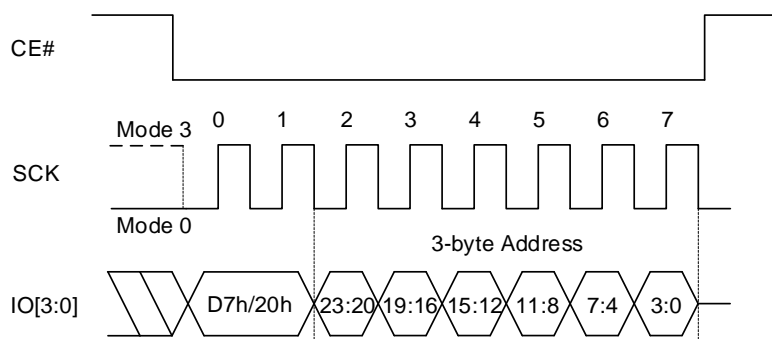 CE#
0 1 2 3 4 5 6 7
Mode 3
SCK
Mode 0
3-byte Address
IO[3:0] D7h/20h 23:20 19:16 15:12 11:8 7:4 3:0